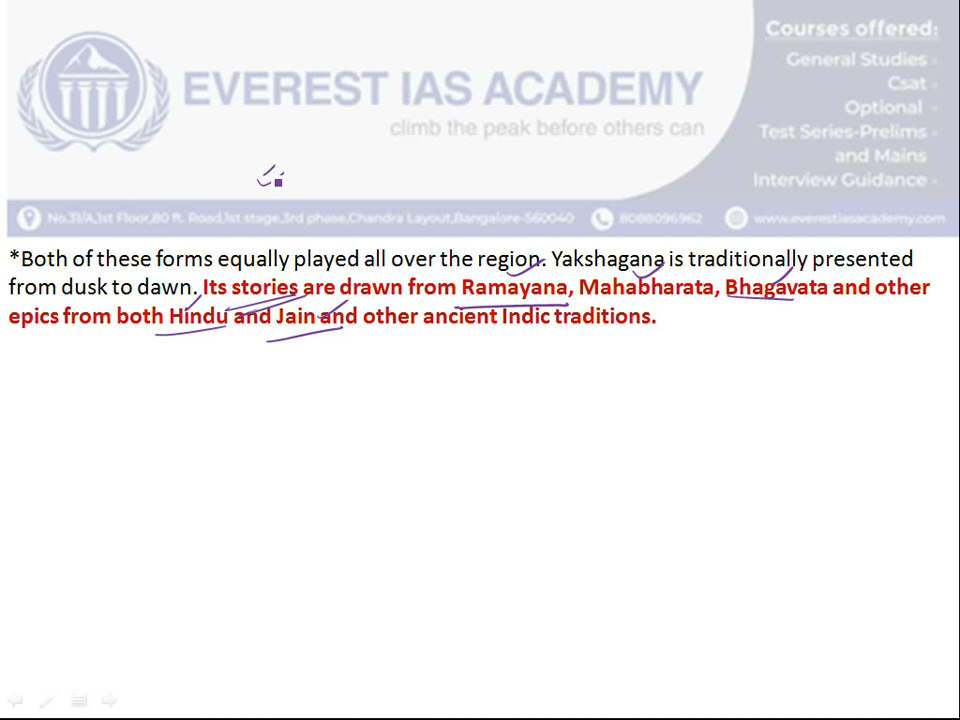 EVEREST IAS ACADEMY
climb the peak before others can
Courses offered:
General Studies
Csat
Optional
Test Series-Prelims
and Mains
Interview Guidance
No.31/A,1st Floor,80 ft. Road,1st stage,3rd phase,Chandra Layout,Bangalore-560040
8088096962
www.everestiasacademy.com
*Both of these forms equally played all over the region. Yakshagana is traditionally presented
from dusk to dawn. Its stories are drawn from Ramayana, Mahabharata, Bhagavata and other
epics from both Hindu and Jain and other ancient Indic traditions.